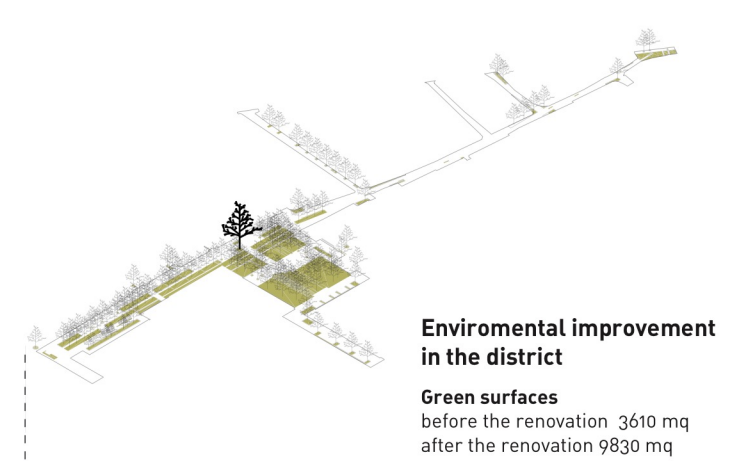 Enviromental improvement
in the district
Green surfaces
before the renovation 3610 mq
after the renovation 9830 mq